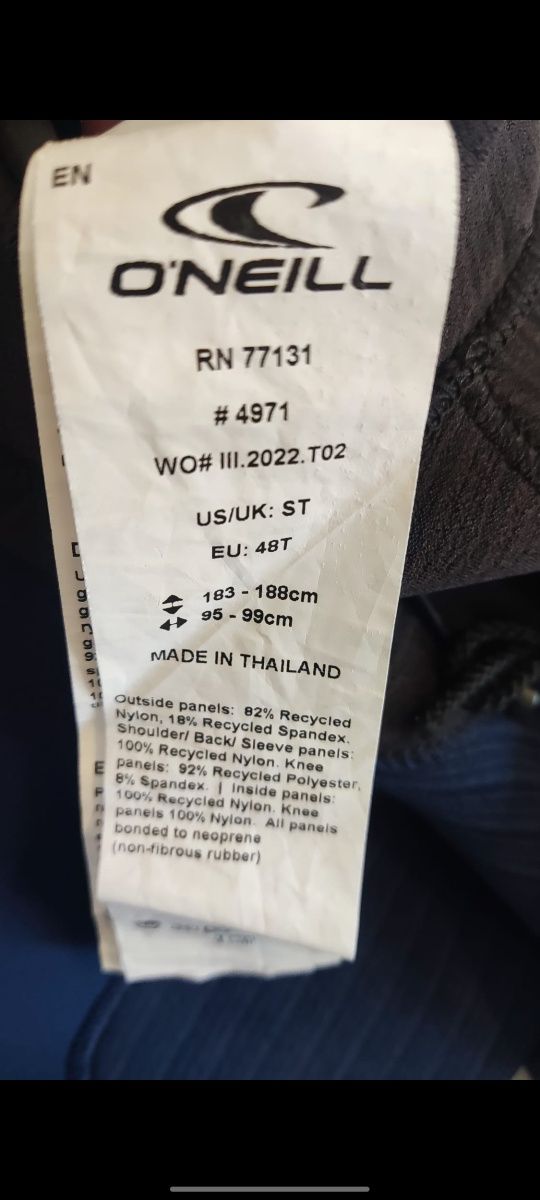 EN
O'NEILL
RN 77131
# 4971
WO# III.2022.T02
US/UK: ST
EU: 48T
183 - 188cm
95 - 99cm
MADE IN THAILAND
Outside panels: 82% Recycled
Nylon, 18% Recycled Spandex.
Shoulder/ Back/ Sleeve panels:
100% Recycled Nylon. Knee
panels: 92% Recycled Polyester,
8% Spandex. | Inside panels:
100% Recycled Nylon. Knee
panels 100% Nylon. All panels
bonded to neoprene
(non-fibrous rubber)